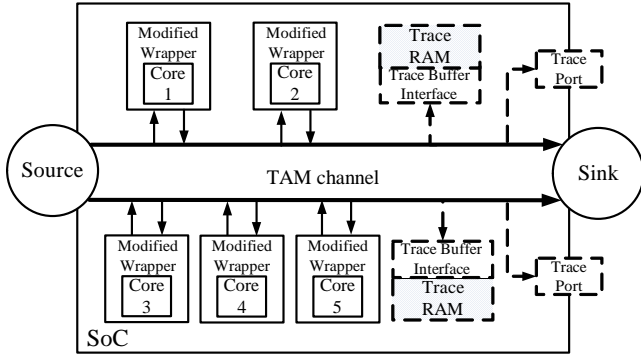 Modified
Wrapper
Core
1
Modified
Wrapper
Core
2
Trace
RAM
Trace Buffer
Interface
Trace
Port
Source
TAM channel
Sink
Modified
Wrapper
Core
3
Modified
Wrapper
Core
4
Modified
Wrapper
Core
5
Trace Buffer
Interface
Trace
RAM
Trace
Port
SoC